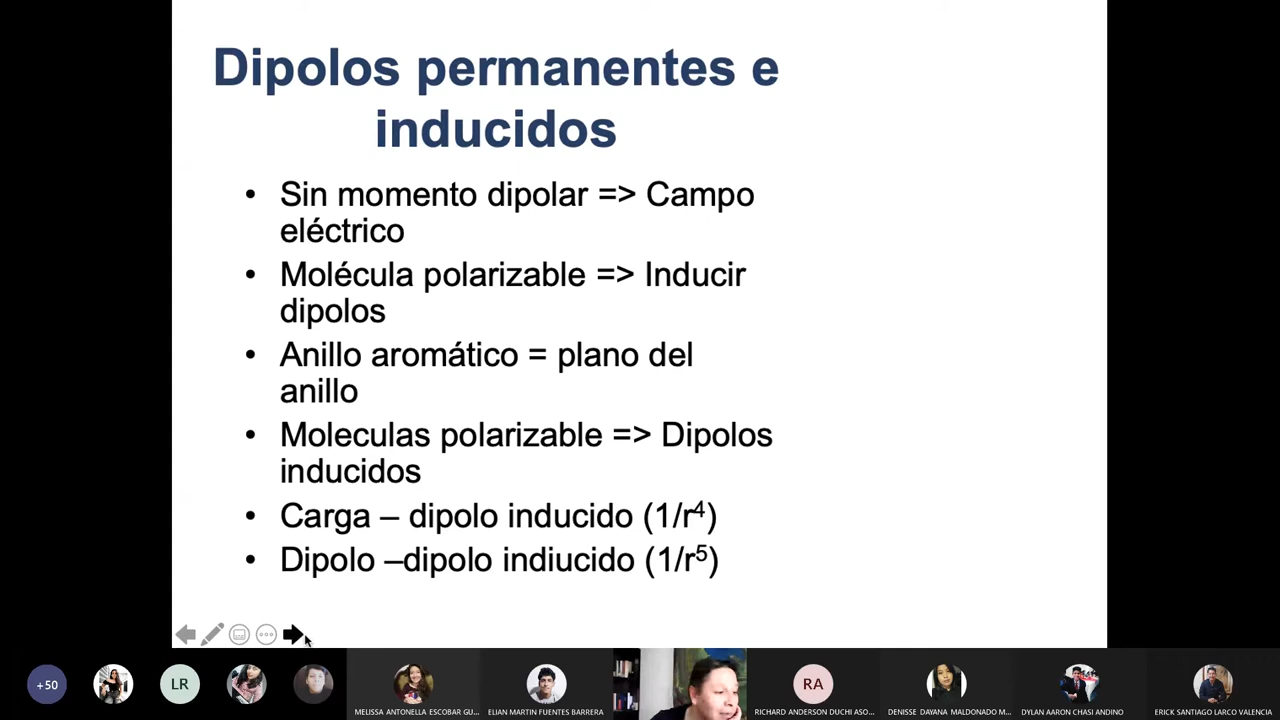 Dipolos permanentes e
inducidos
• Sin momento dipolar => Campo
eléctrico
• Molécula polarizable => Inducir
dipolos
• Anillo aromático = plano del
anillo
• Moleculas polarizable => Dipolos
inducidos
• Carga – dipolo inducido (1/r⁴)
• Dipolo –dipolo indiucido (1/r⁵)
+50
LR
RA
MELISSA ANTONELLA ESCOBAR GU...
ELIAN MARTIN FUENTES BARRERA
RICHARD ANDERSON DUCHI ASO...
DENISSE DAYANA MALDONADO M...
DYLAN AARON CHASI ANDINO
ERICK SANTIAGO LARCO VALENCIA